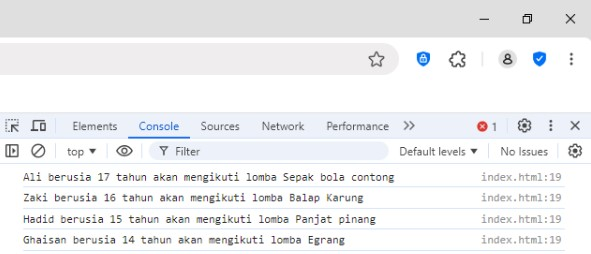 Elements Console Sources Network Performance 1
top Filter Default levels No Issues
Ali berusia 17 tahun akan mengikuti lomba Sepak bola contong index.html:19
Zaki berusia 16 tahun akan mengikuti lomba Balap Karung index.html:19
Hadid berusia 15 tahun akan mengikuti lomba Panjat pinang index.html:19
Ghaisan berusia 14 tahun akan mengikuti lomba Egrang index.html:19